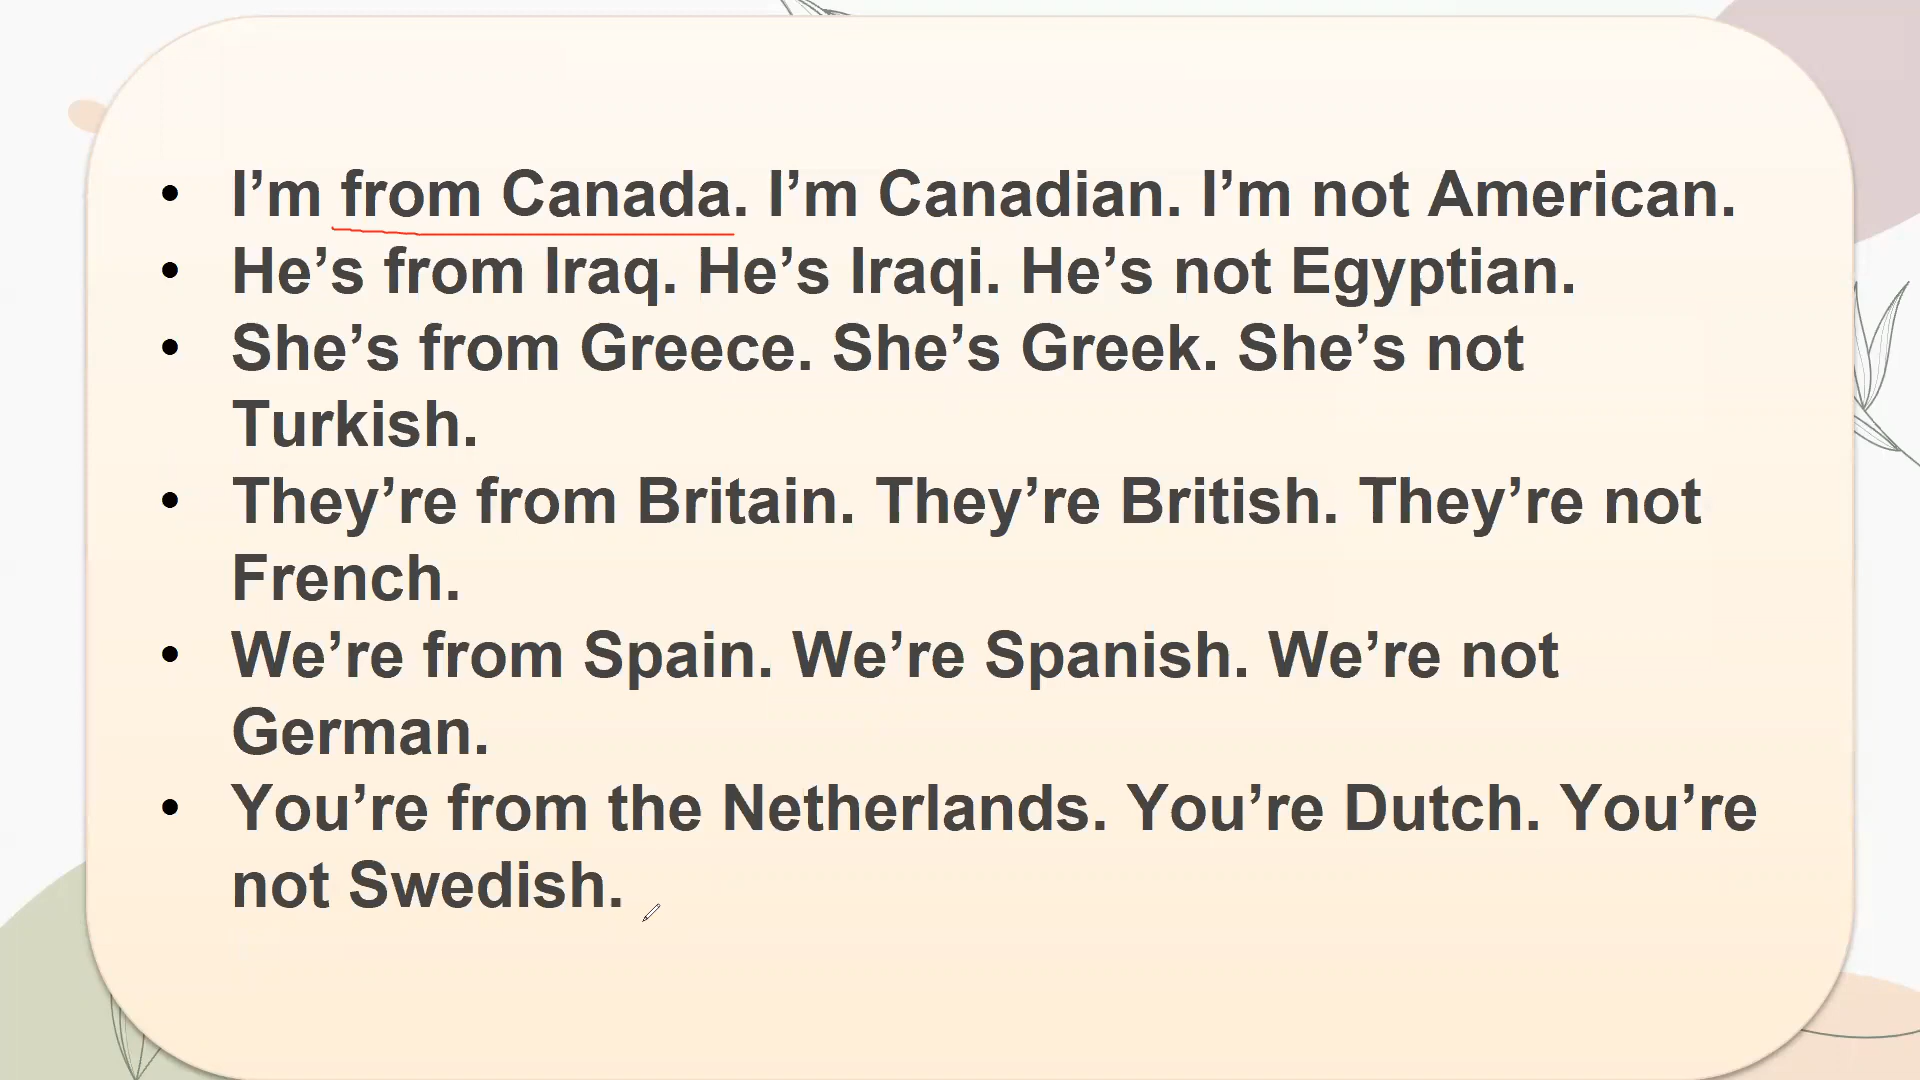 • I’m from Canada. I’m Canadian. I’m not American.
• He’s from Iraq. He’s Iraqi. He’s not Egyptian.
• She’s from Greece. She’s Greek. She’s not
Turkish.
• They’re from Britain. They’re British. They’re not
French.
• We’re from Spain. We’re Spanish. We’re not
German.
• You’re from the Netherlands. You’re Dutch. You’re
not Swedish.